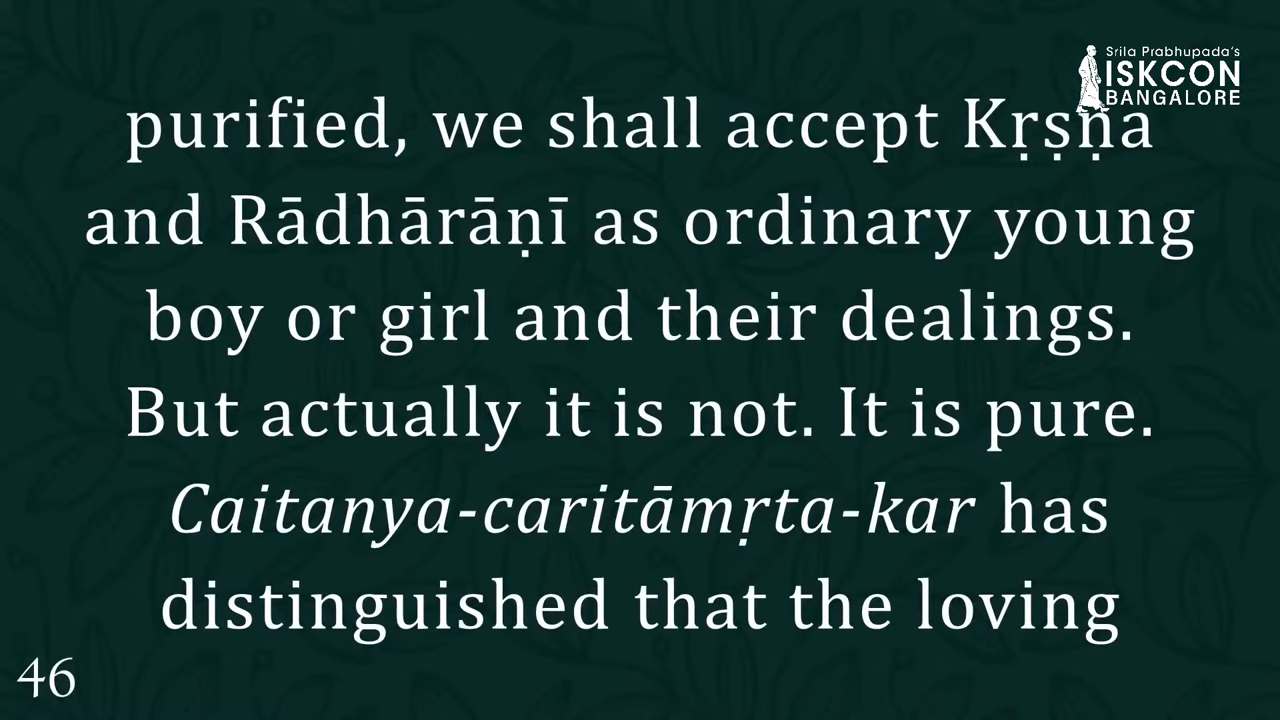 Srila Prabhupada's
ISKCON
BANGALORE
purified, we shall accept Kṛṣṇa
and Rādhārāṇī as ordinary young
boy or girl and their dealings.
But actually it is not. It is pure.
Caitanya-caritāmṛta-kar has
distinguished that the loving
46